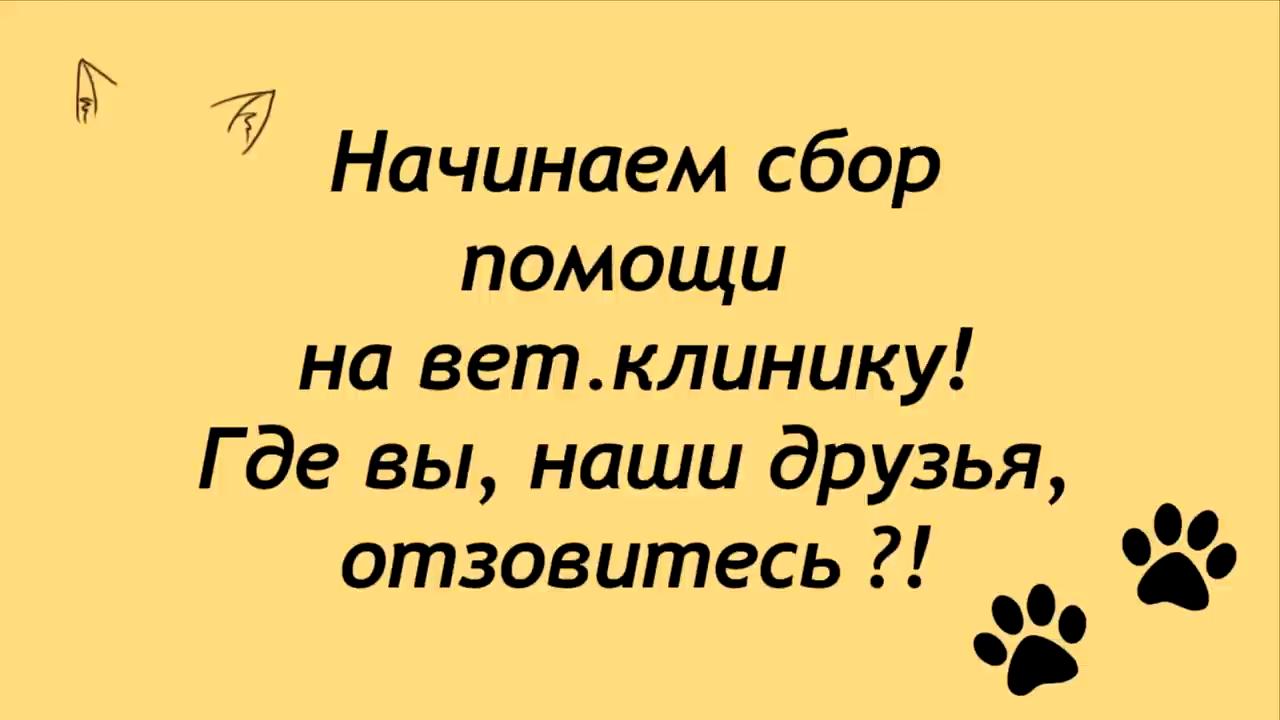 Начинаем сбор
помощи
на вет.клинику!
Где вы, наши друзья,
отзовитесь ?!